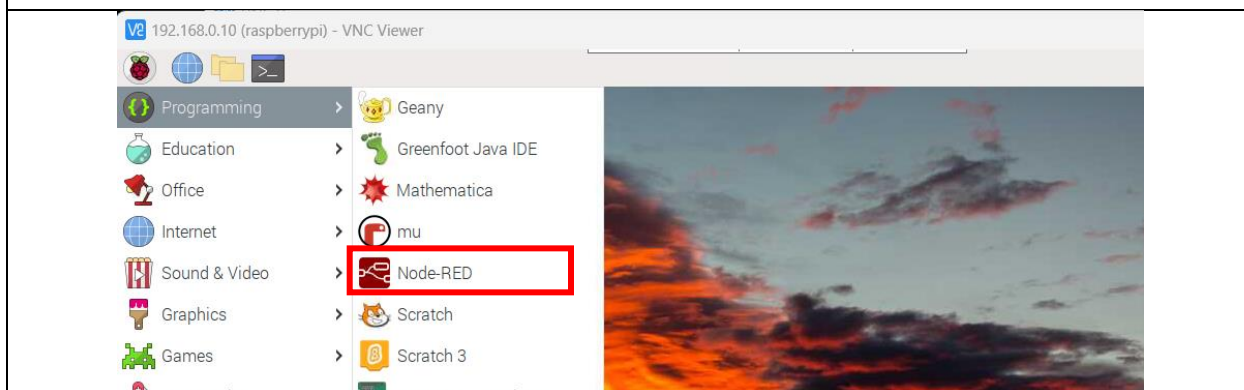 192.168.0.10 (raspberrypi) - VNC Viewer
Programming
Geany
Education
Greenfoot Java IDE
Office
Mathematica
Internet
mu
Sound & Video
Node-RED
Graphics
Scratch
Games
Scratch 3